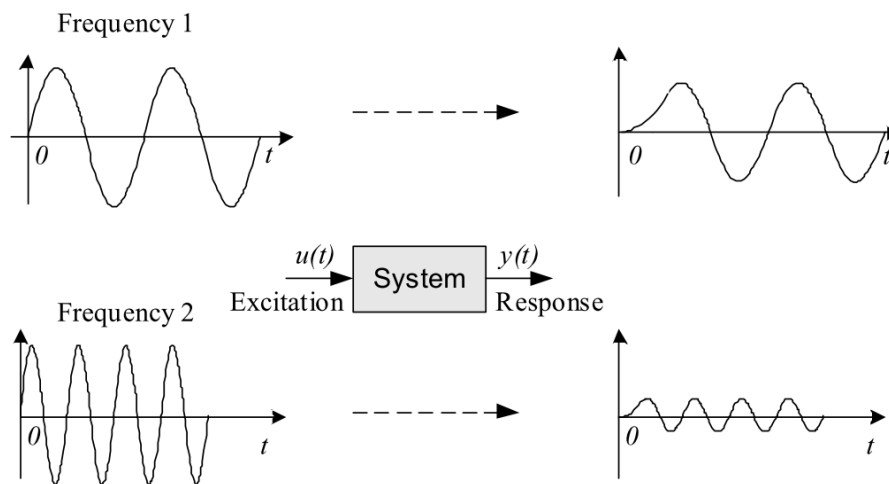 Frequency 1
0
t
0
t
u(t)
System
y(t)
Excitation
Response
Frequency 2
0
t
0
t